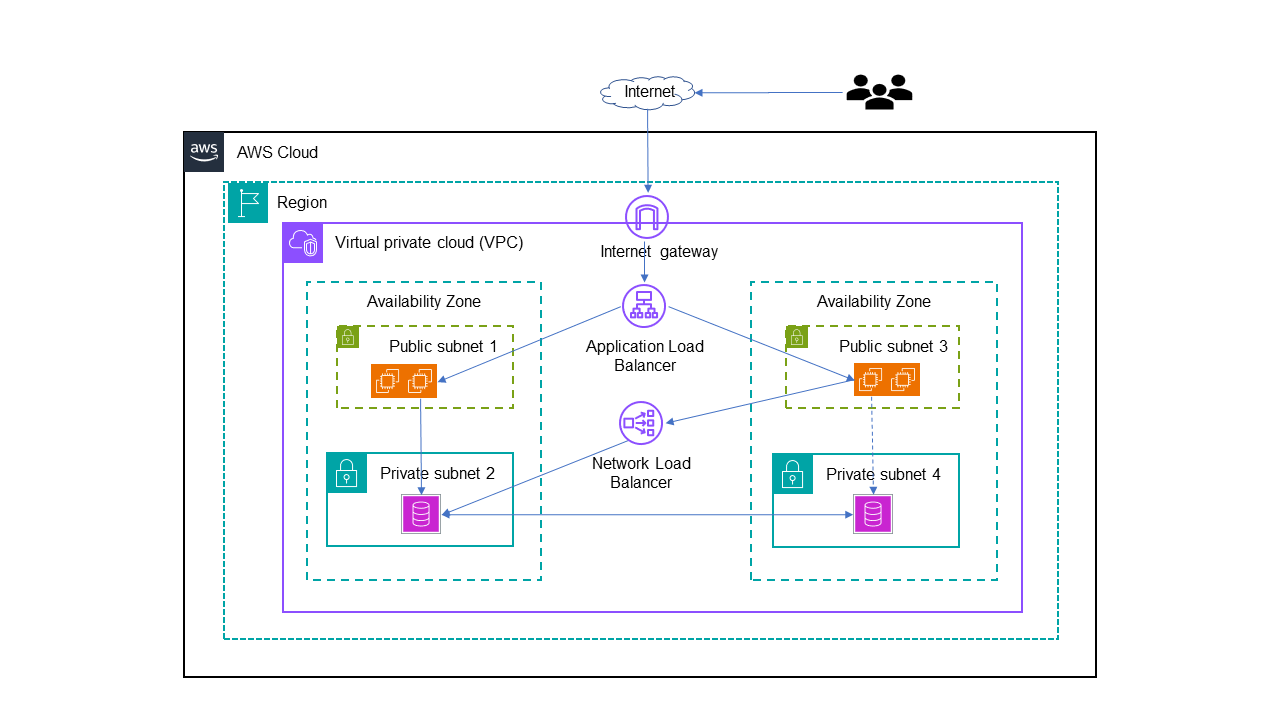 Internet
aws
AWS Cloud
Region
Virtual private cloud (VPC)
Internet gateway
Availability Zone
Availability Zone
Public subnet 1
Application Load
Balancer
Public subnet 3
Network Load
Balancer
Private subnet 2
Private subnet 4